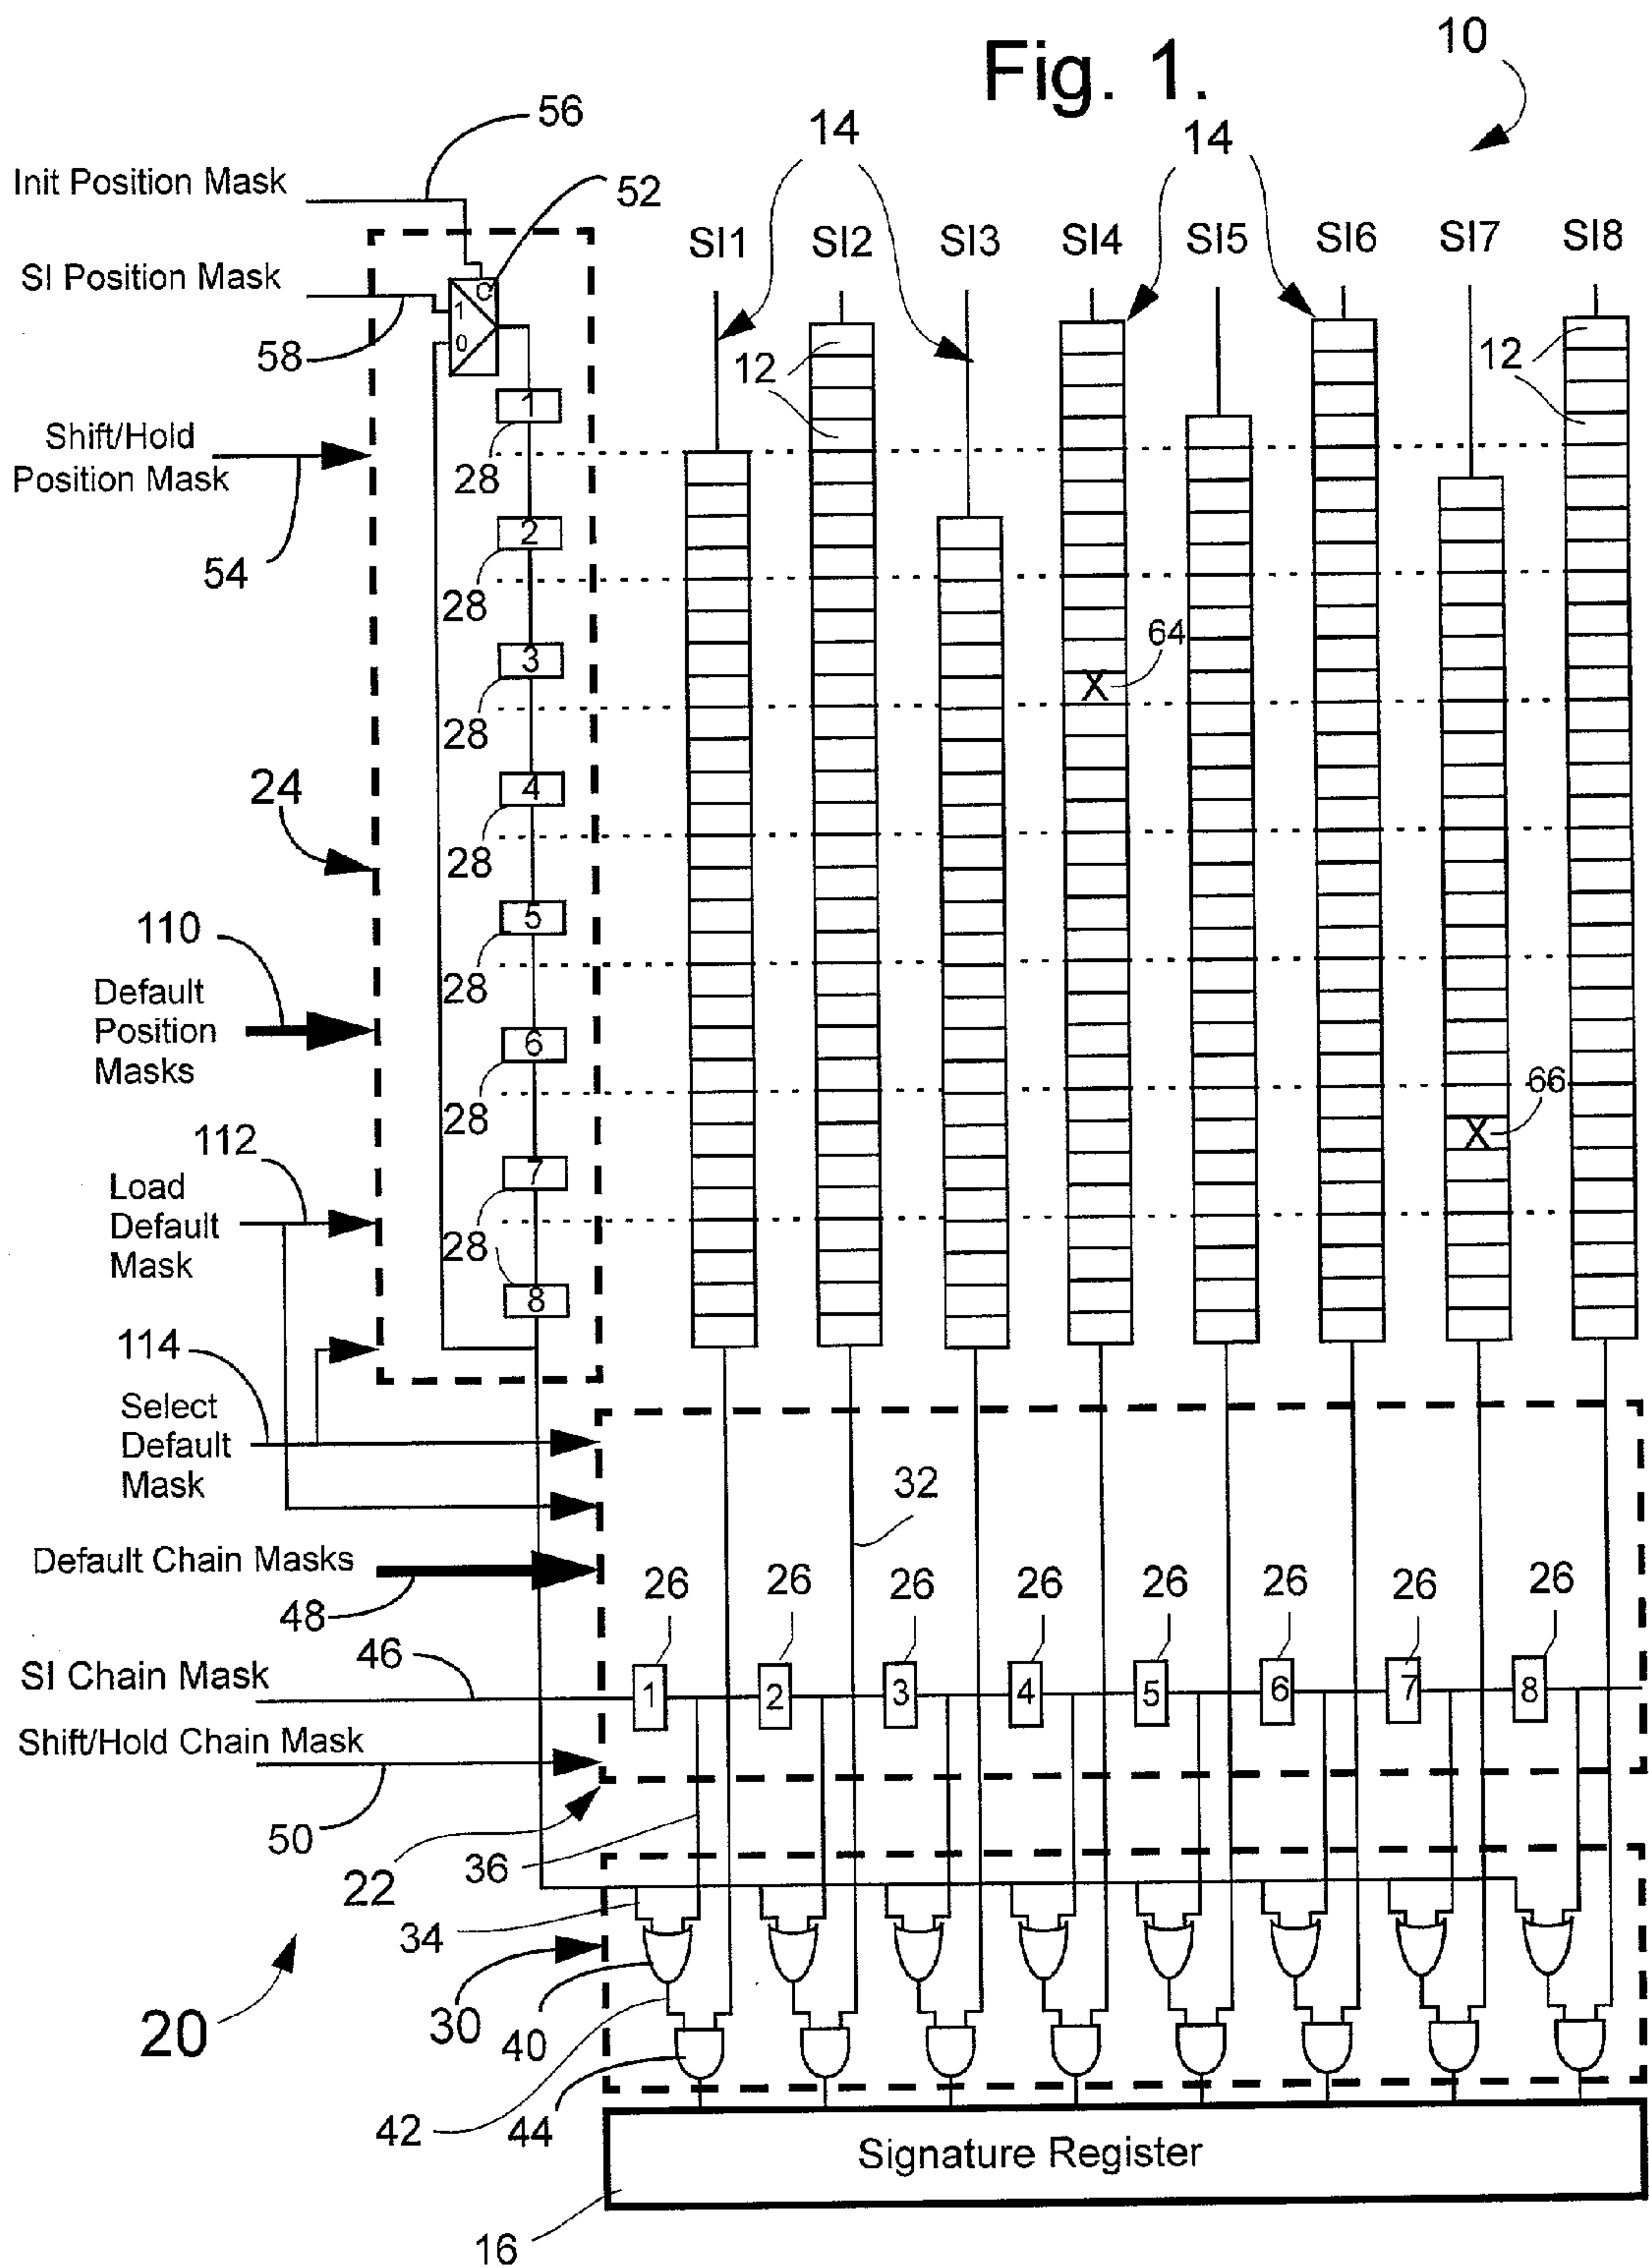 Fig. 1.
10
56
14
14
Init Position Mask
52
SI1 SI2 SI3 SI4 SI5 SI6 SI7 SI8
SI Position Mask
C
1
0
58
12
12
1
Shift/Hold
Position Mask
28
54
2
28
64
3
X
28
24
4
28
110
5
28
Default
Position
Masks
6
66
28
X
112
7
Load
Default
Mask
28
8
114
Select
Default
Mask
32
Default Chain Masks
48
26 26 26 26 26 26 26 26
SI Chain Mask
46
1 2 3 4 5 6 7 8
Shift/Hold Chain Mask
50
22
36
34
30
20
40
42
44
Signature Register
16